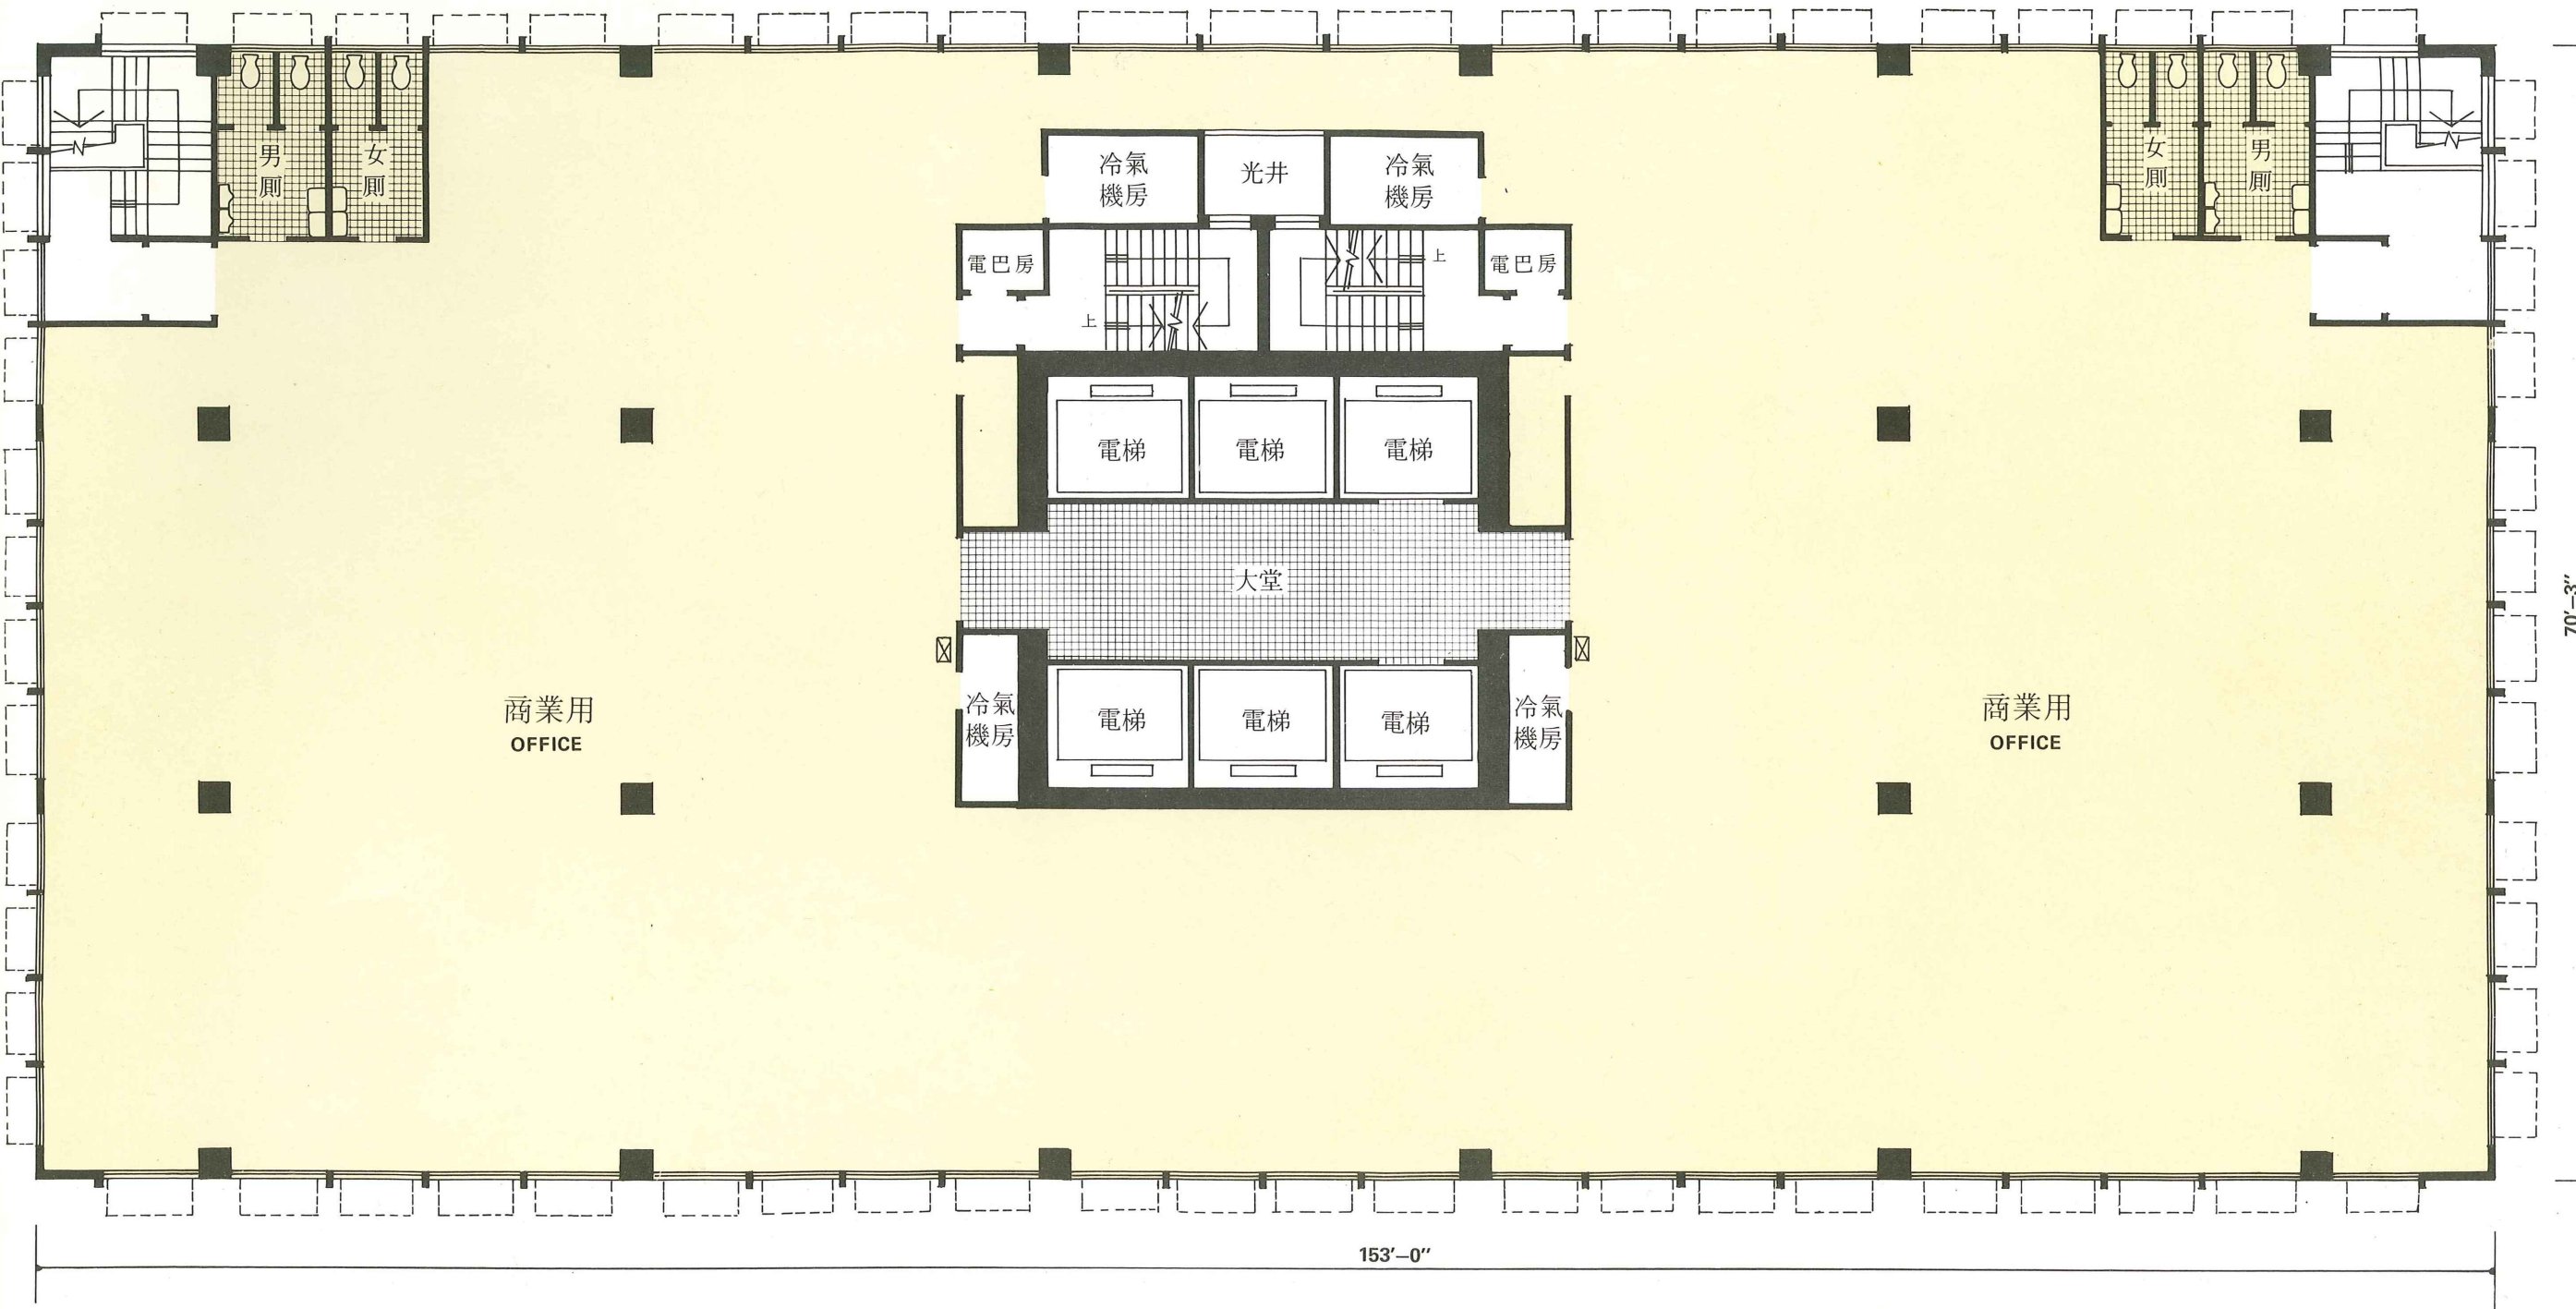 男
廁
女
廁
女
廁
男
廁
冷氣
機房
光井
冷氣
機房
電巴房
上
上
電巴房
電梯
電梯
電梯
大堂
冷氣
機房
電梯
電梯
電梯
冷氣
機房
商業用
OFFICE
商業用
OFFICE
70′–3″
153′–0″